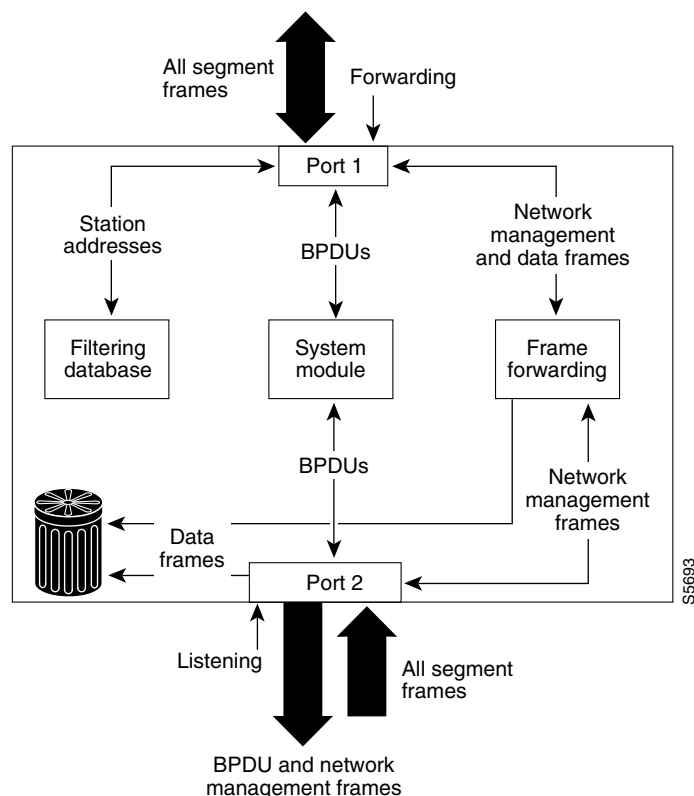 All segment
frames
Forwarding
Port 1
Station
addresses
BPDUs
Network
management
and data frames
Filtering
database
System
module
Frame
forwarding
BPDUs
Network
management
frames
Data
frames
Port 2
S5693
Listening
All segment
frames
BPDU and network
management frames